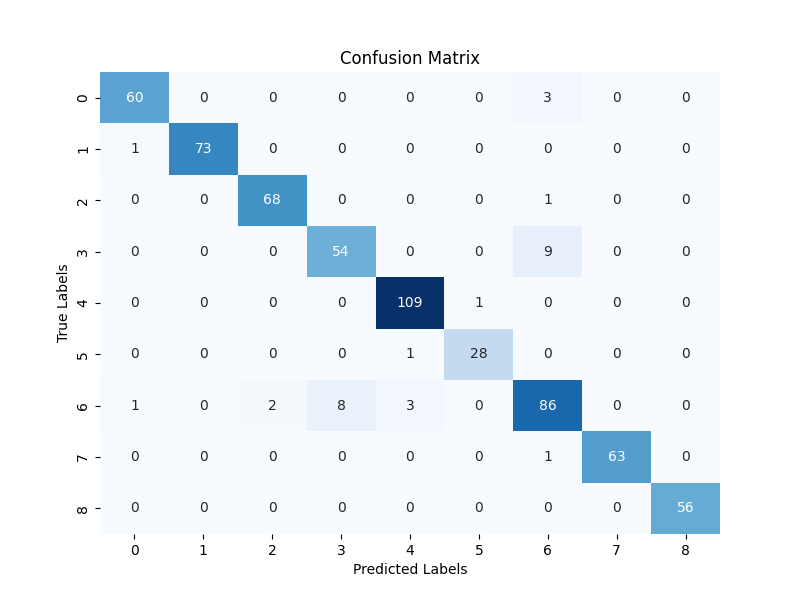 Confusion Matrix
0 60 0 0 0 0 0 3 0 0
1 1 73 0 0 0 0 0 0 0
2 0 0 68 0 0 0 1 0 0
3 0 0 0 54 0 0 9 0 0
4 0 0 0 0 109 1 0 0 0
5 0 0 0 0 1 28 0 0 0
6 1 0 2 8 3 0 86 0 0
7 0 0 0 0 0 0 1 63 0
8 0 0 0 0 0 0 0 0 56
True Labels
0 1 2 3 4 5 6 7 8
Predicted Labels